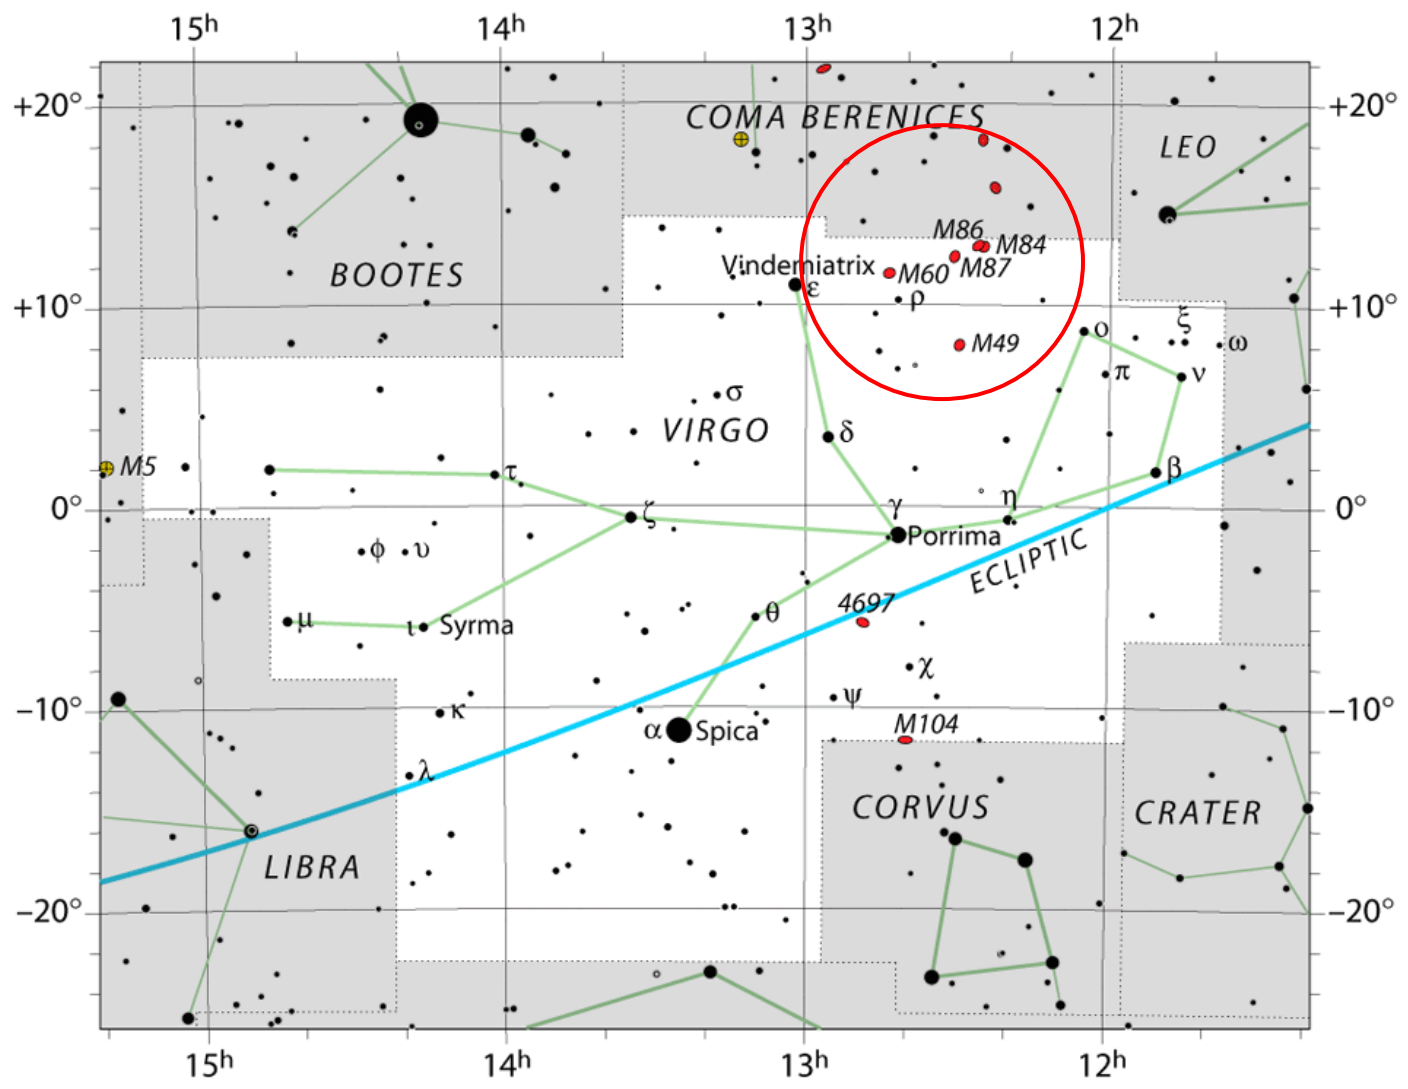 15h 14h 13h 12h
+20° COMA BERENICES +20°
LEO
M86 M84
Vindemiatrix M87
BOOTES M60
ε ρ
+10° +10°
ξ
ο ω
M49
π ν
σ
VIRGO δ
M5 τ β
η
0° ζ γ 0°
Porrima
φ υ ECLIPTIC
4697
μ ι Syrma θ
χ
ψ
−10° κ −10°
α Spica M104
λ
CORVUS CRATER
LIBRA
−20° −20°
15h 14h 13h 12h